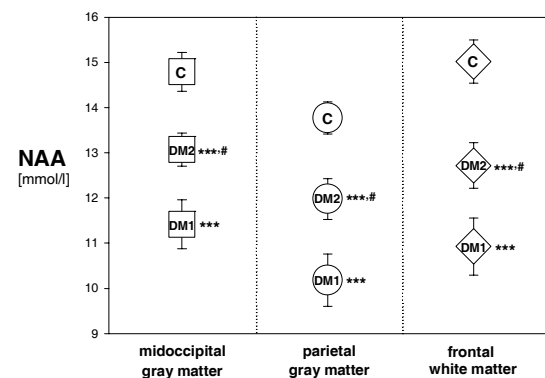 16
15
14
13
12
11
10
9
NAA
[mmol/l]
C
DM2 ***,#
DM1 ***
C
DM2 ***,#
DM1 ***
C
DM2 ***,#
DM1 ***
midoccipital
gray matter
parietal
gray matter
frontal
white matter